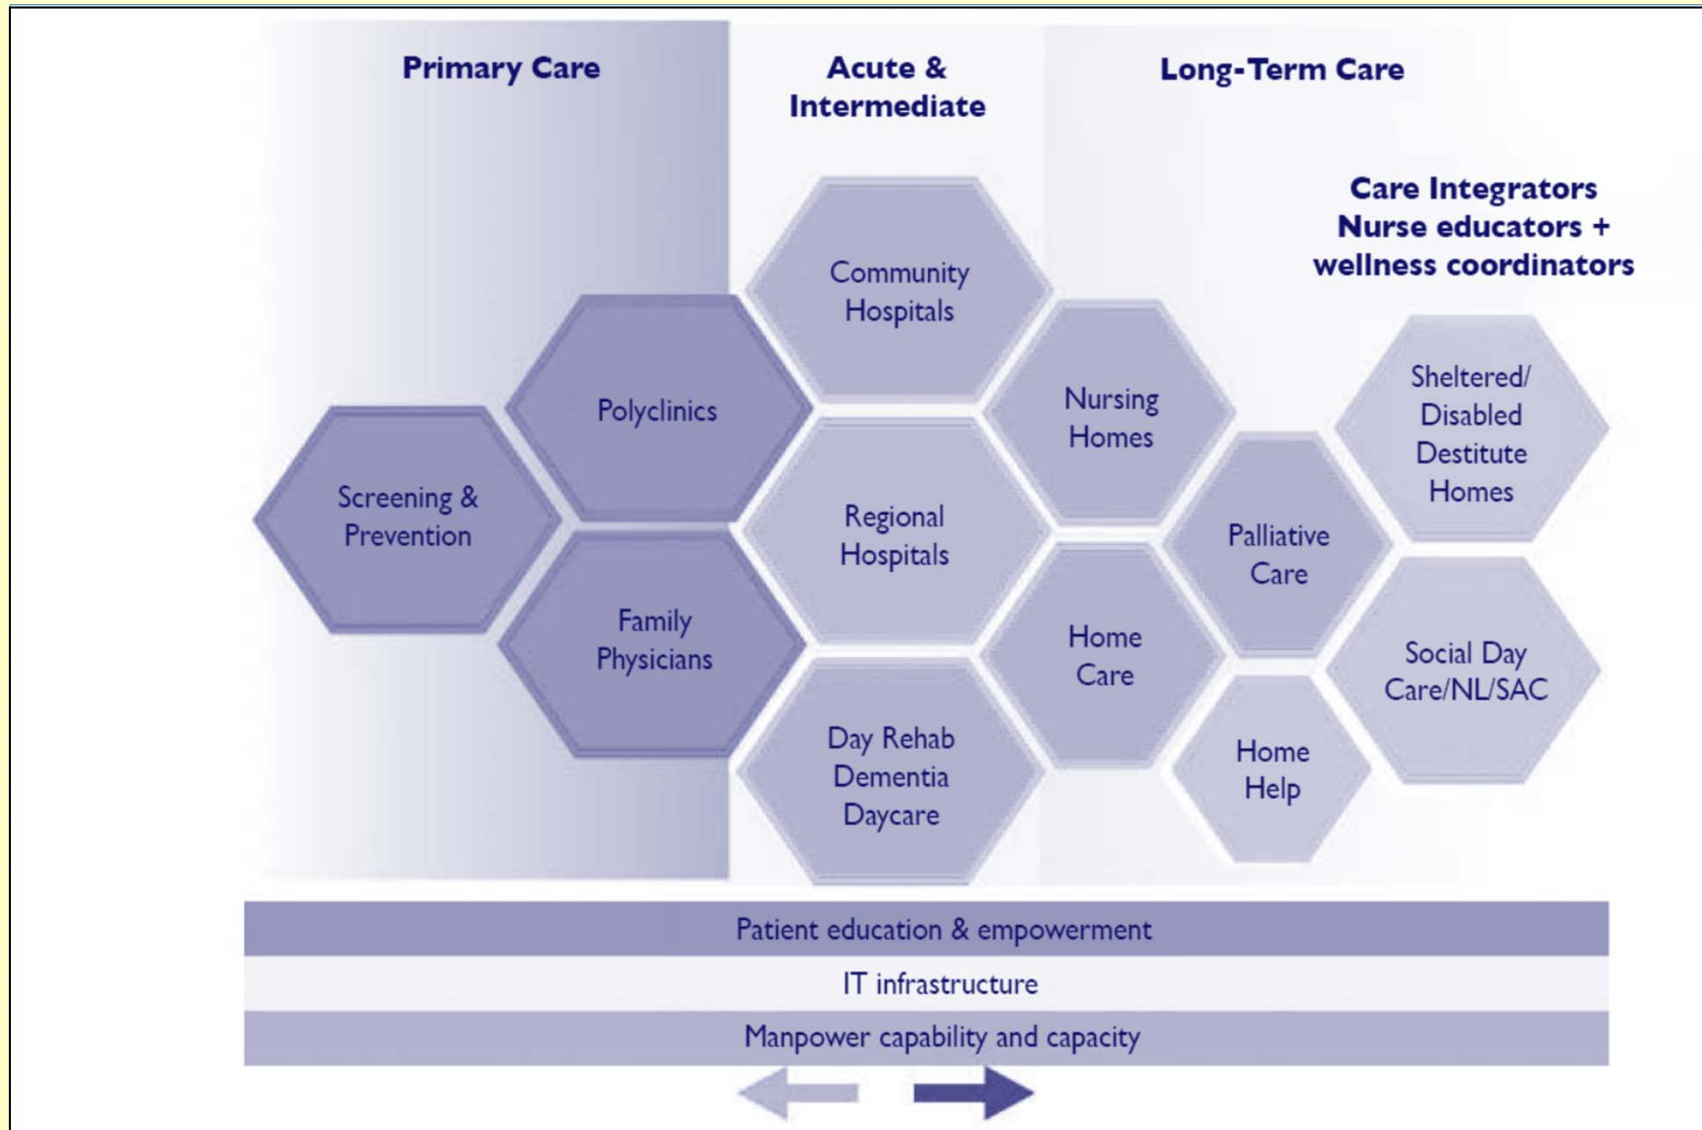 Primary Care
Acute &
Intermediate
Long-Term Care
Care Integrators
Nurse educators +
wellness coordinators
Community
Hospitals
Polyclinics
Nursing
Homes
Sheltered/
Disabled
Destitute
Homes
Screening &
Prevention
Regional
Hospitals
Palliative
Care
Family
Physicians
Home
Care
Social Day
Care/NL/SAC
Day Rehab
Dementia
Daycare
Home
Help
Patient education & empowerment
IT infrastructure
Manpower capability and capacity